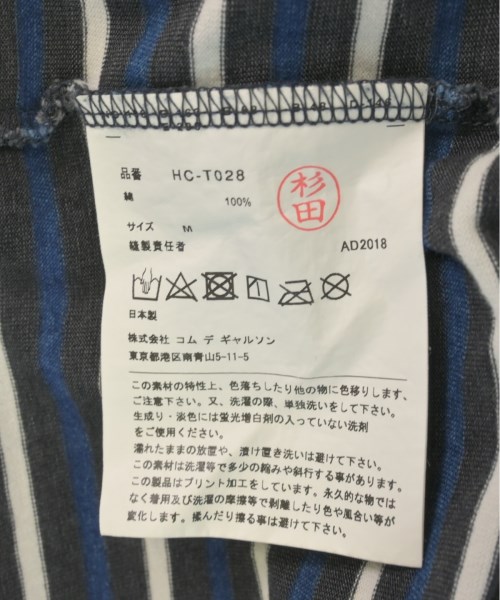 品番 HC-T028
綿 100%
杉田
サイズ M
縫製責任者 AD2018
日本製
株式会社 コム デ ギャルソン
東京都港区南青山5-11-5
この素材の特性上、色落ちしたり他の物に色移りします、
ご注意下さい。又、洗濯の際、単独洗いをして下さい。
生成り・淡色には蛍光増白剤の入っていない洗剤
をご使用ください。
濡れたままの放置や、漬け置き洗いは避けて下さい。
この素材は洗濯等で多少の縮みや斜行する事があります。
この製品はプリント加工をしています。永久的な物では
なく着用及び洗濯の摩擦等で剥離したり色や風合い等が
変化します。揉んだり擦る事は避けて下さい。